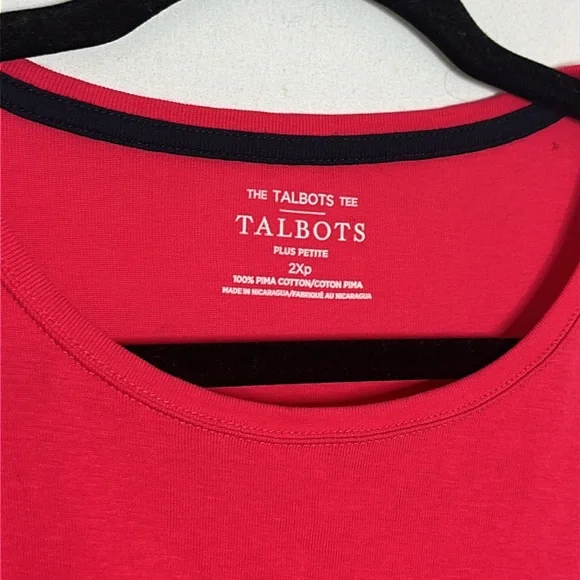 THE TALBOTS TEE
TALBOTS
PLUS PETITE
2Xp
100% PIMA COTTON/COTON PIMA
MADE IN NICARAGUA/FABRIQUÉ AU NICARAGUA